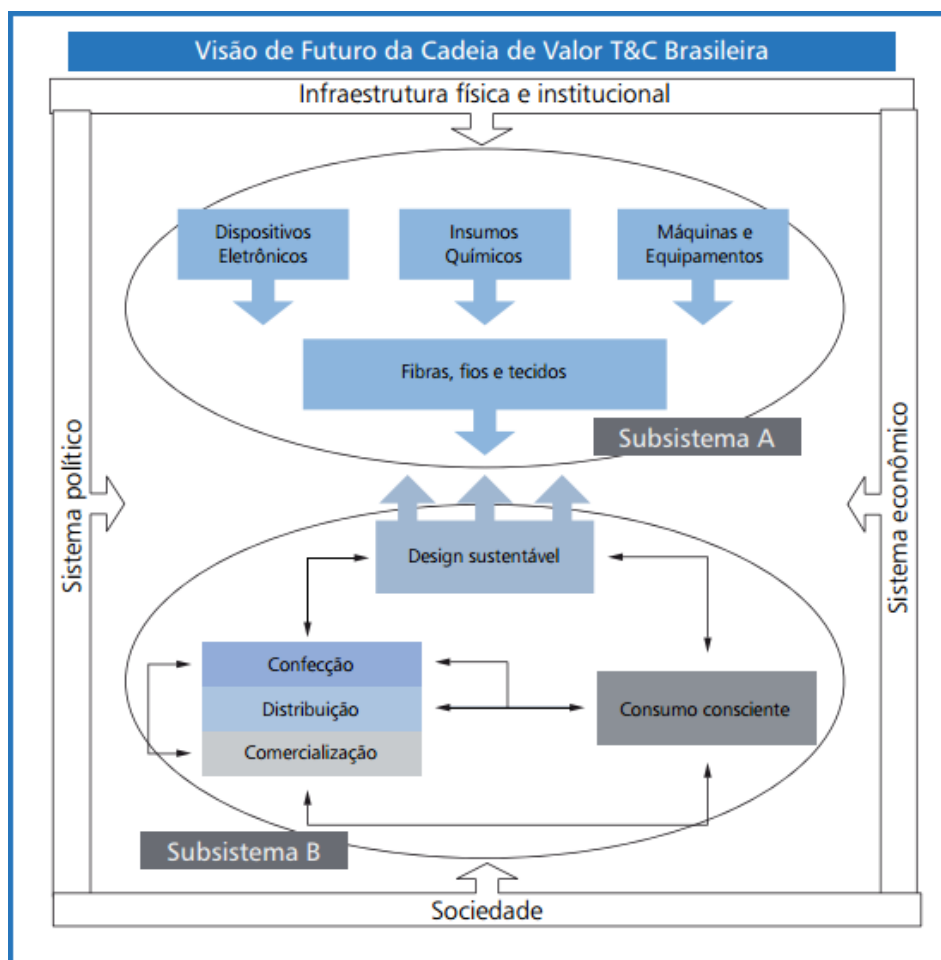 Visão de Futuro da Cadeia de Valor T&C Brasileira
Infraestrutura física e institucional
Dispositivos
Eletrônicos
Insumos
Químicos
Máquinas e
Equipamentos
Fibras, fios e tecidos
Subsistema A
Sistema político
Sistema econômico
Design sustentável
Confecção
Distribuição
Comercialização
Consumo consciente
Subsistema B
Sociedade